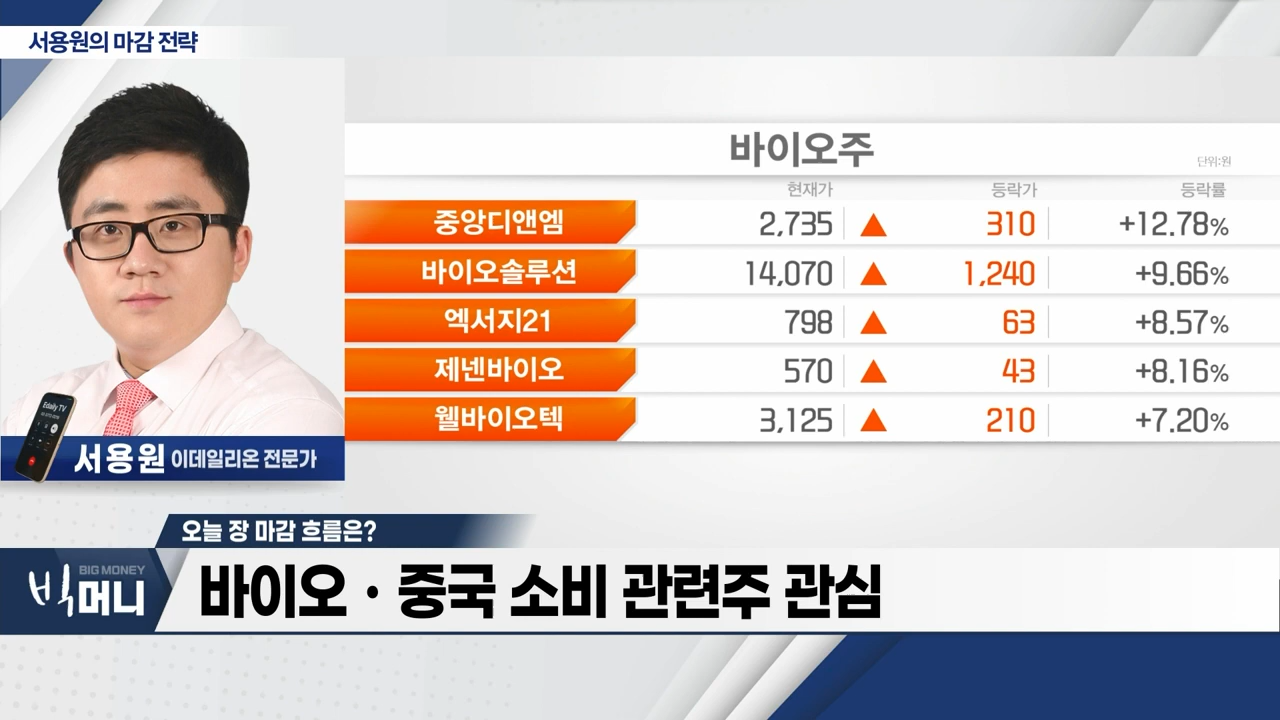 서용원의 마감 전략
바이오주
단위:원
현재가 등락가 등락률
중앙디앤엠 2,735 ▲ 310 +12.78%
바이오솔루션 14,070 ▲ 1,240 +9.66%
엑서지21 798 ▲ 63 +8.57%
제넨바이오 570 ▲ 43 +8.16%
웰바이오텍 3,125 ▲ 210 +7.20%
Edaily TV
서용원 이데일리온 전문가
오늘 장 마감 흐름은?
BIG MONEY
빅머니
바이오 · 중국 소비 관련주 관심